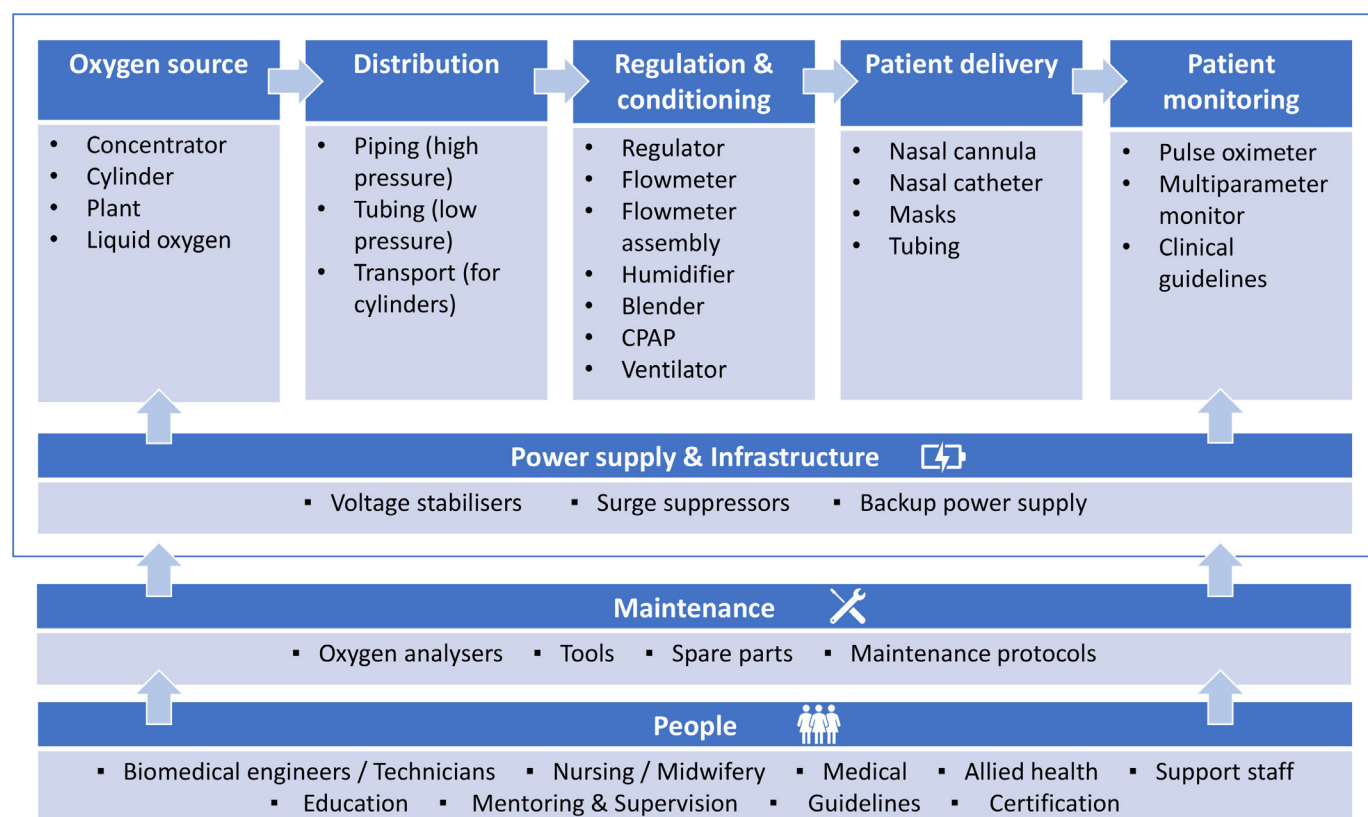 Oxygen source
• Concentrator
• Cylinder
• Plant
• Liquid oxygen
Distribution
• Piping (high
pressure)
• Tubing (low
pressure)
• Transport (for
cylinders)
Regulation &
conditioning
• Regulator
• Flowmeter
• Flowmeter
assembly
• Humidifier
• Blender
• CPAP
• Ventilator
Patient delivery
• Nasal cannula
• Nasal catheter
• Masks
• Tubing
Patient
monitoring
• Pulse oximeter
• Multiparameter
monitor
• Clinical
guidelines
Power supply & Infrastructure
▪ Voltage stabilisers ▪ Surge suppressors ▪ Backup power supply
Maintenance
▪ Oxygen analysers ▪ Tools ▪ Spare parts ▪ Maintenance protocols
People
▪ Biomedical engineers / Technicians ▪ Nursing / Midwifery ▪ Medical ▪ Allied health ▪ Support staff
▪ Education ▪ Mentoring & Supervision ▪ Guidelines ▪ Certification